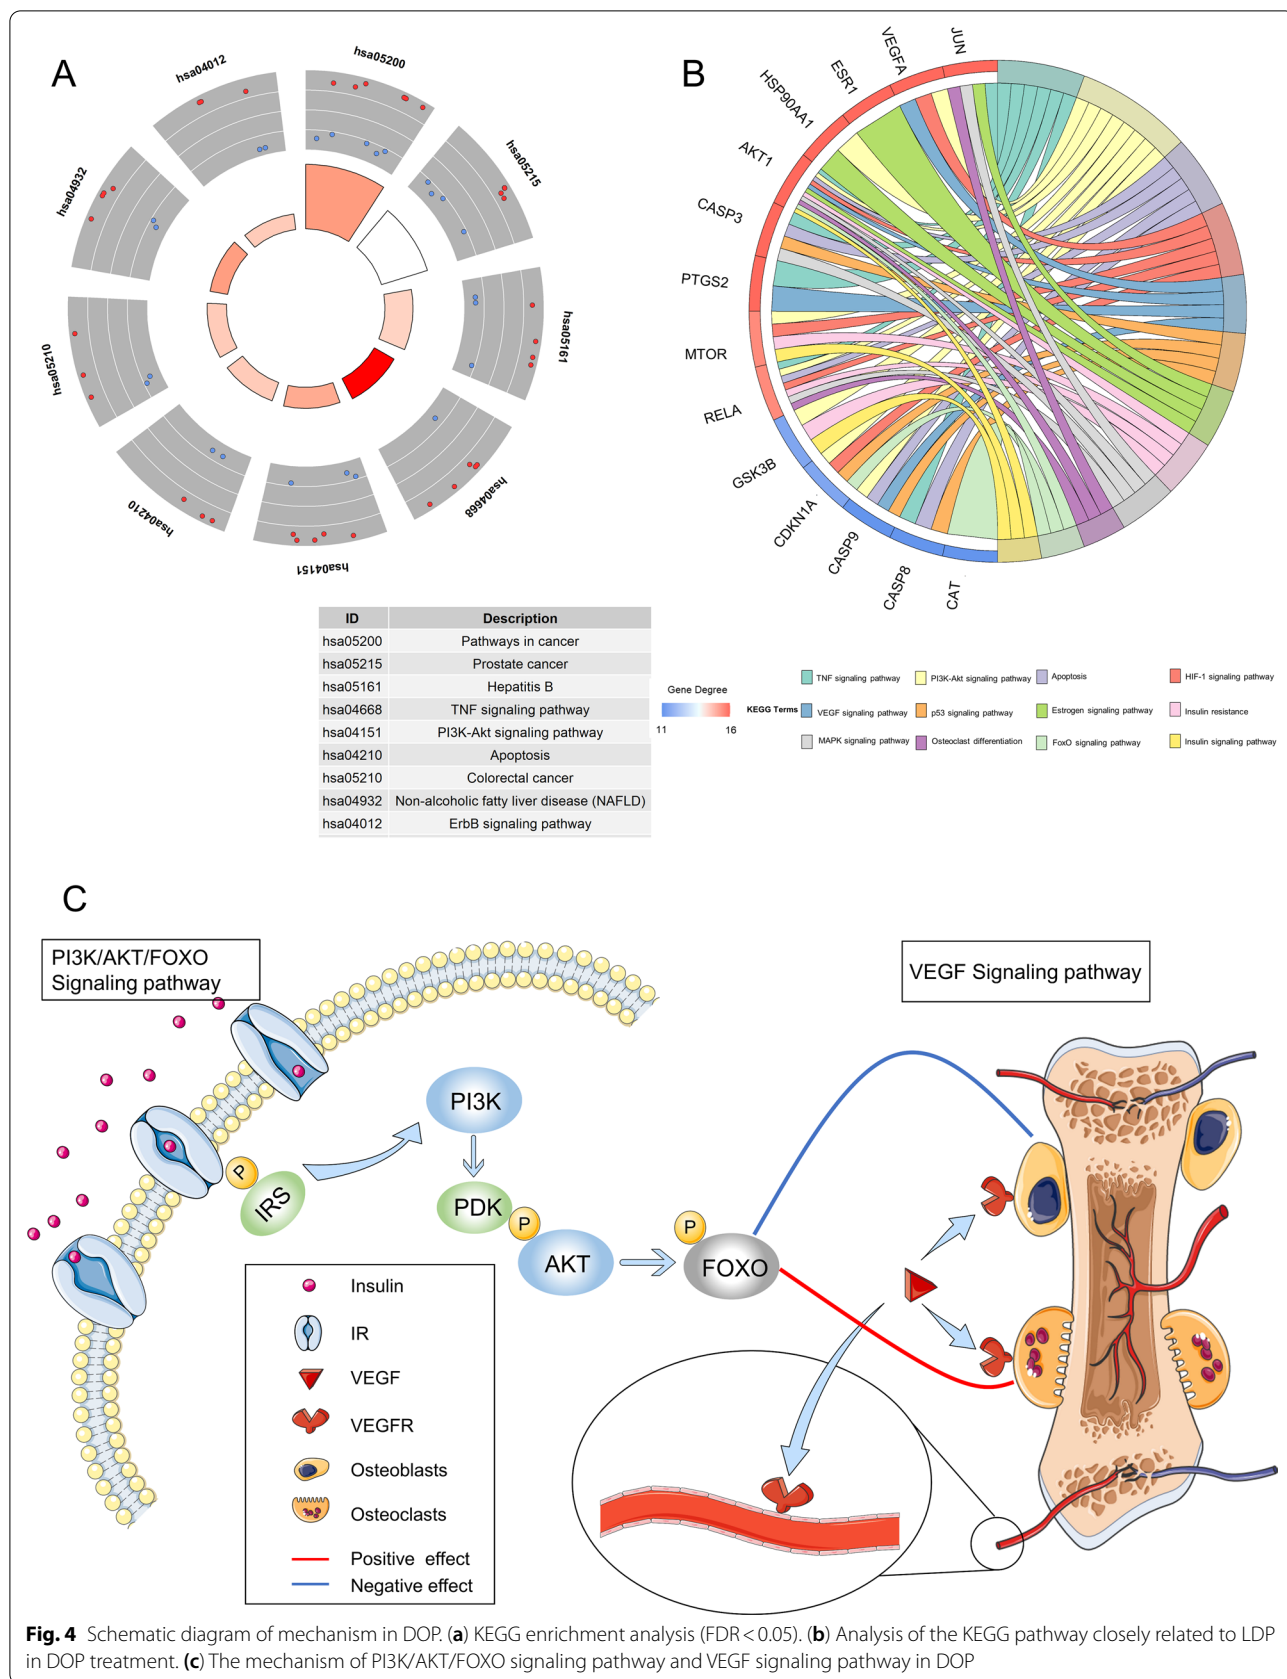 A
hsa04012
hsa05200
hsa05215
hsa05161
hsa04668
hsa04151
hsa04210
hsa05210
hsa04932
ID Description
hsa05200 Pathways in cancer
hsa05215 Prostate cancer
hsa05161 Hepatitis B
hsa04668 TNF signaling pathway
hsa04151 PI3K-Akt signaling pathway
hsa04210 Apoptosis
hsa05210 Colorectal cancer
hsa04932 Non-alcoholic fatty liver disease (NAFLD)
hsa04012 ErbB signaling pathway
B
JUN
VEGFA
ESR1
HSP90AA1
AKT1
CASP3
PTGS2
MTOR
RELA
GSK3B
CDKN1A
CASP9
CASP8
CAT
Gene Degree
11 16
KEGG Terms
TNF signaling pathway PI3K-Akt signaling pathway Apoptosis HIF-1 signaling pathway
VEGF signaling pathway p53 signaling pathway Estrogen signaling pathway Insulin resistance
MAPK signaling pathway Osteoclast differentiation FoxO signaling pathway Insulin signaling pathway
C
PI3K/AKT/FOXO
Signaling pathway
VEGF Signaling pathway
P
IRS
PI3K
PDK
P
AKT
P
FOXO
Insulin
IR
VEGF
VEGFR
Osteoblasts
Osteoclasts
Positive effect
Negative effect
Fig. 4 Schematic diagram of mechanism in DOP. (a) KEGG enrichment analysis (FDR < 0.05). (b) Analysis of the KEGG pathway closely related to LDP
in DOP treatment. (c) The mechanism of PI3K/AKT/FOXO signaling pathway and VEGF signaling pathway in DOP